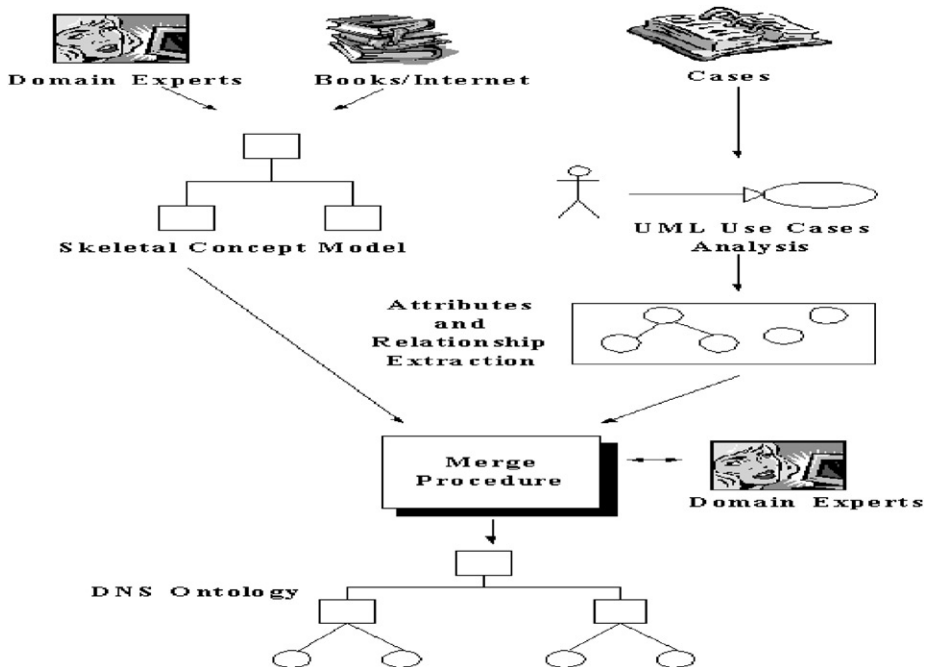 Domain Experts
Books/Internet
Cases
Skeletal Concept Model
UML Use Cases
Analysis
Attributes
and
Relationship
Extraction
Merge
Procedure
Domain Experts
DNS Ontology